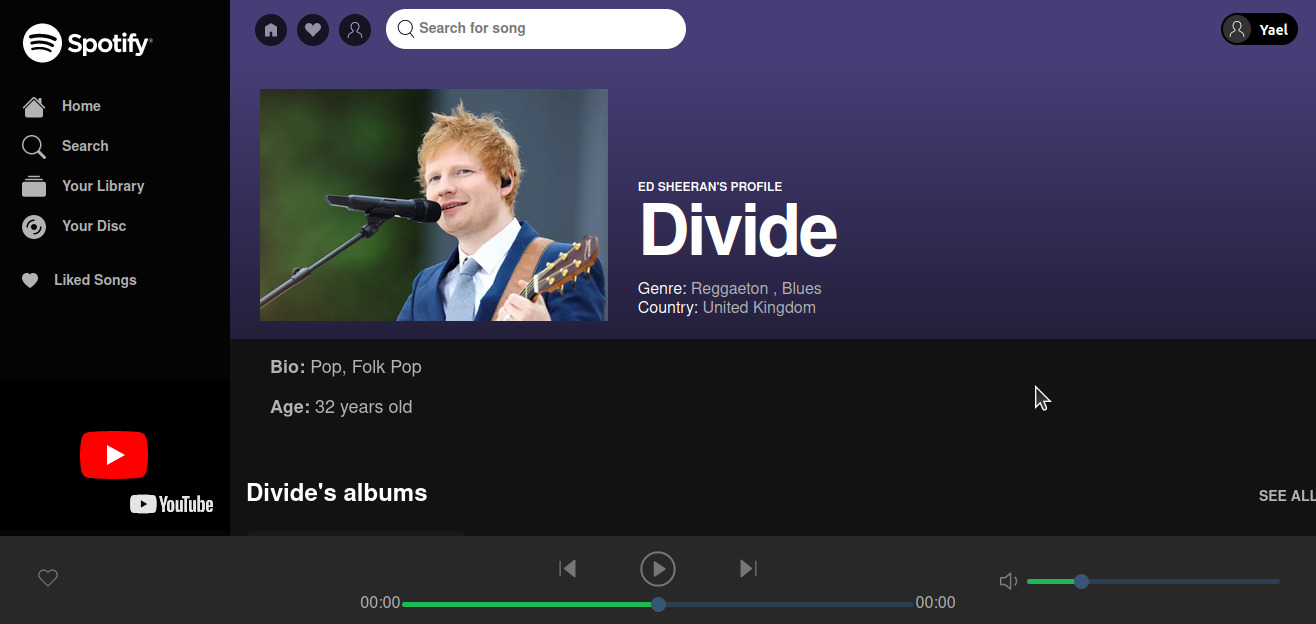 Spotify
Home
Search
Your Library
Your Disc
Liked Songs
YouTube
Search for song
Yael
ED SHEERAN'S PROFILE
Divide
Genre: Reggaeton , Blues
Country: United Kingdom
Bio: Pop, Folk Pop
Age: 32 years old
Divide's albums
SEE ALL
00:00
00:00